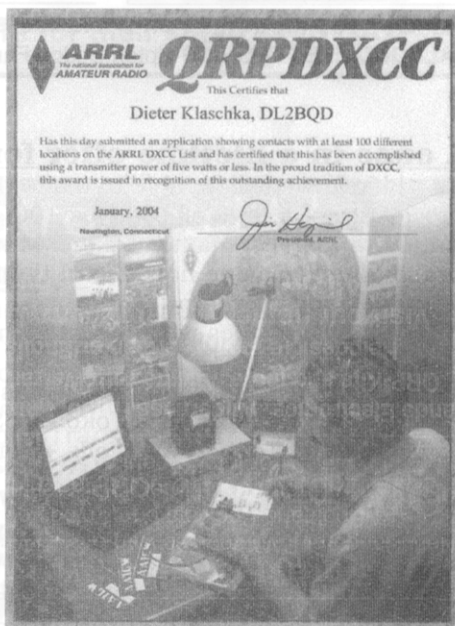 ARRL
The national association for
AMATEUR RADIO
QRPDXCC
This Certifies that
Dieter Klaschka, DL2BQD
Has this day submitted an application showing contacts with at least 100 different
locations on the ARRL DXCC List and has certified that this has been accomplished
using a transmitter power of five watts or less. In the proud tradition of DXCC,
this award is issued in recognition of this outstanding achievement.
January, 2004
Newington, Connecticut
President, ARRL